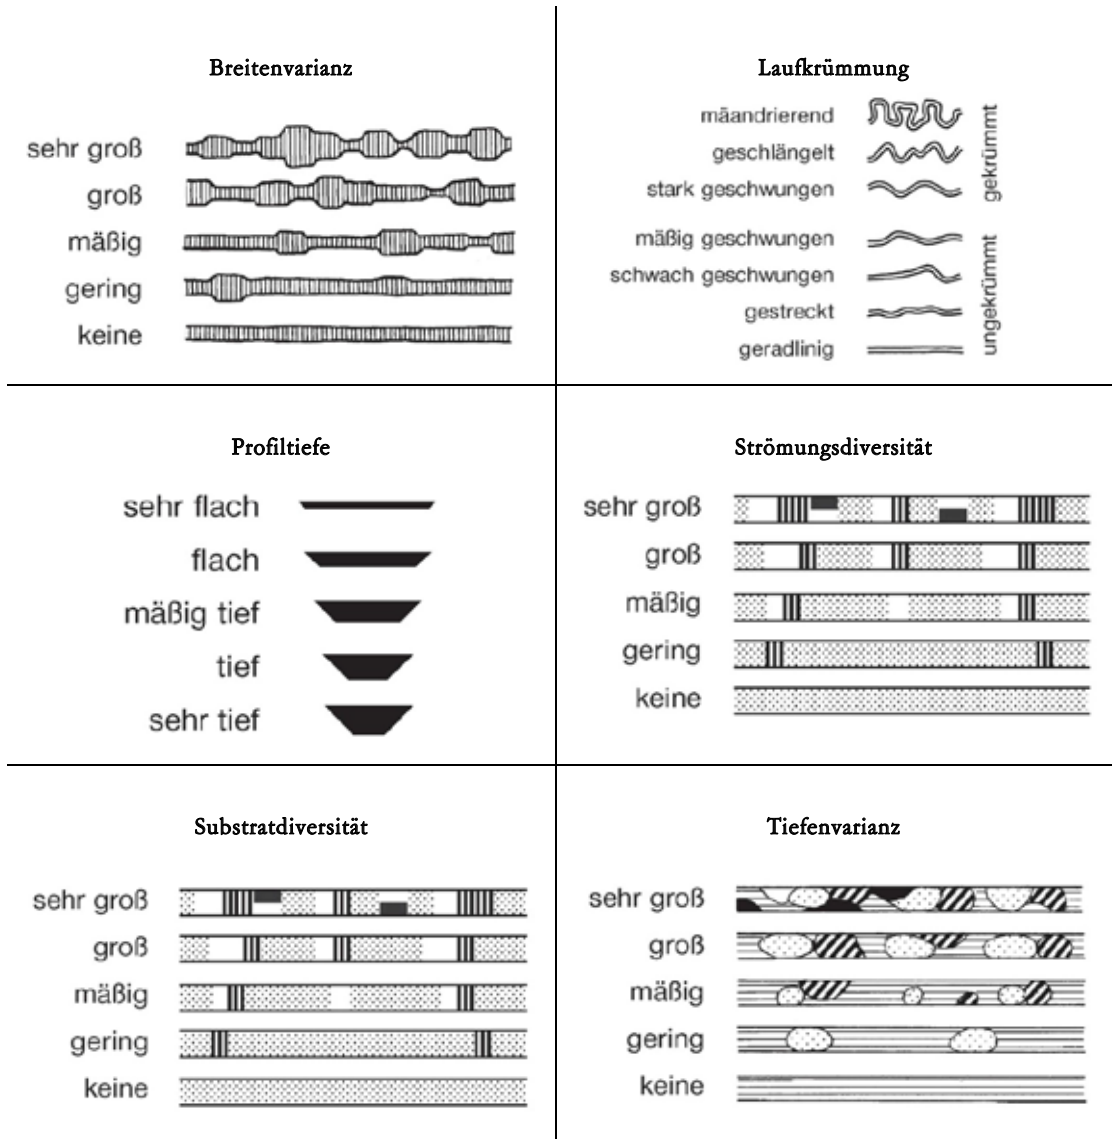 Breitenvarianz
sehr groß
groß
mäßig
gering
keine
Laufkrümmung
mäandrierend
geschlängelt
stark geschwungen
mäßig geschwungen
schwach geschwungen
gestreckt
geradlinig
gekrümmt
ungekrümmt
Profiltiefe
sehr flach
flach
mäßig tief
tief
sehr tief
Strömungsdiversität
sehr groß
groß
mäßig
gering
keine
Substratdiversität
sehr groß
groß
mäßig
gering
keine
Tiefenvarianz
sehr groß
groß
mäßig
gering
keine